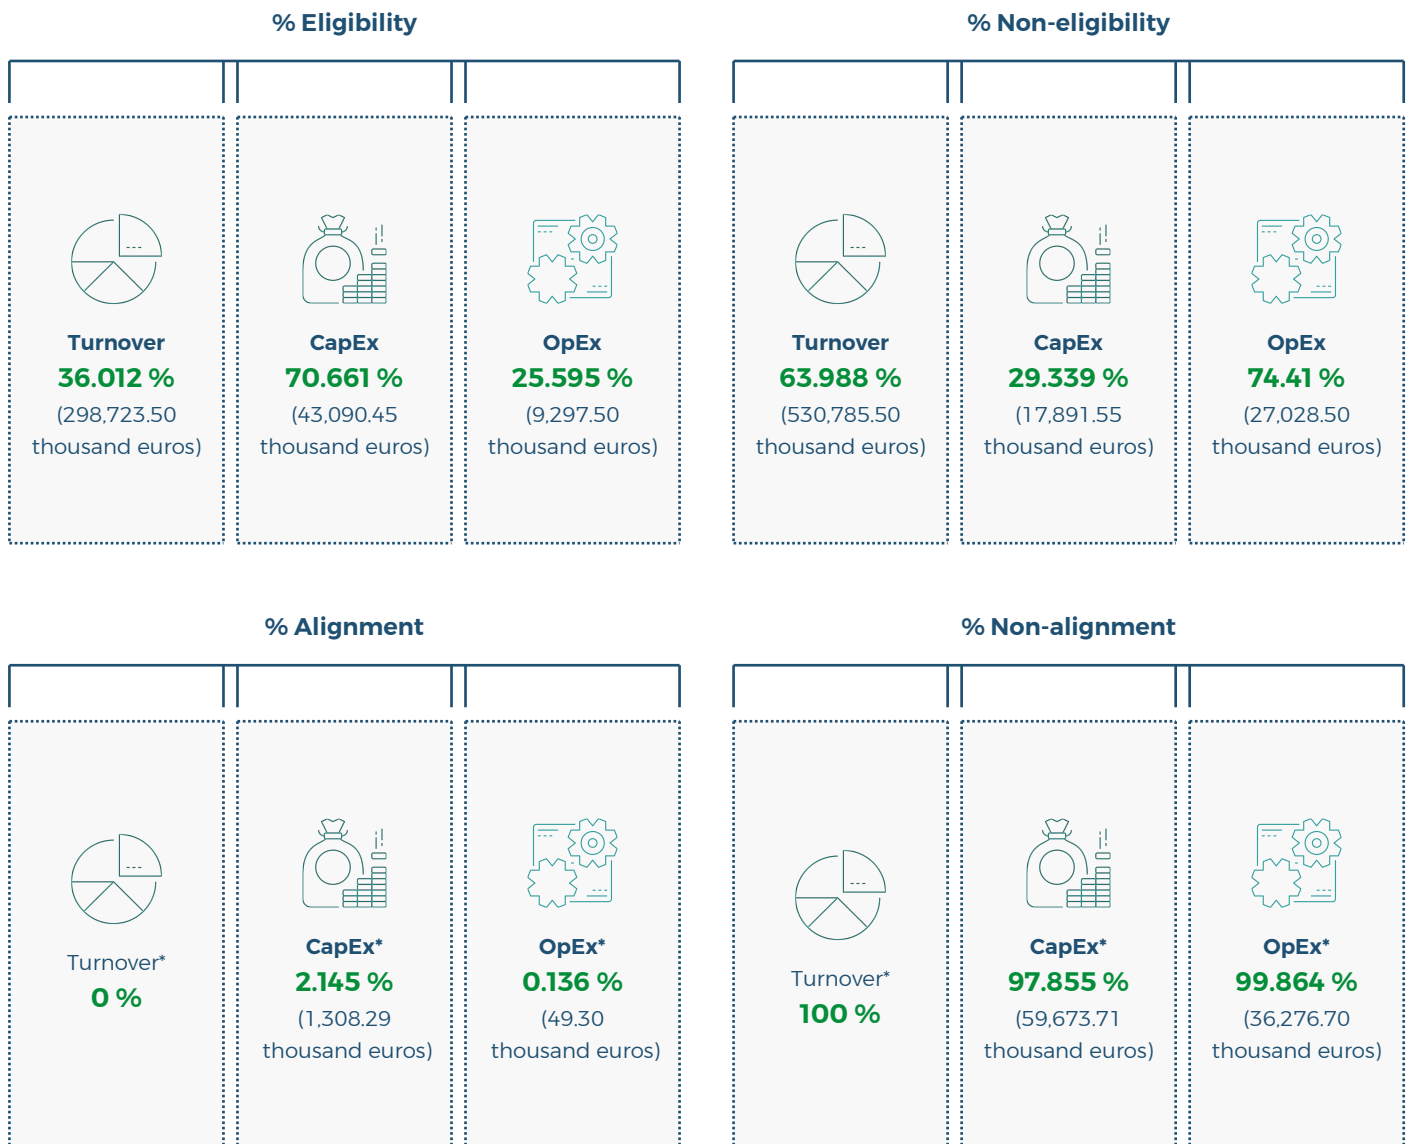 % Eligibility
Turnover
36.012 %
(298,723.50
thousand euros)
CapEx
70.661 %
(43,090.45
thousand euros)
OpEx
25.595 %
(9,297.50
thousand euros)
% Non-eligibility
Turnover
63.988 %
(530,785.50
thousand euros)
CapEx
29.339 %
(17,891.55
thousand euros)
OpEx
74.41 %
(27,028.50
thousand euros)
% Alignment
Turnover*
0 %
CapEx*
2.145 %
(1,308.29
thousand euros)
OpEx*
0.136 %
(49.30
thousand euros)
% Non-alignment
Turnover*
100 %
CapEx*
97.855 %
(59,673.71
thousand euros)
OpEx*
99.864 %
(36,276.70
thousand euros)